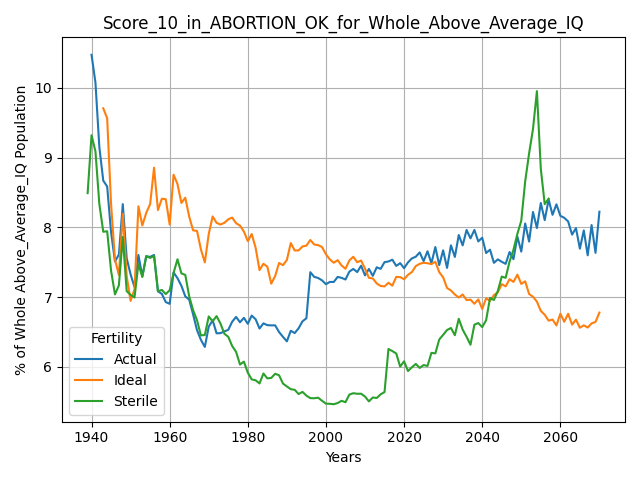 Score_10_in_ABORTION_OK_for_Whole_Above_Average_IQ
% of Whole Above_Average_IQ Population
10
9
8
7
6
Fertility
Actual
Ideal
Sterile
1940 1960 1980 2000 2020 2040 2060
Years